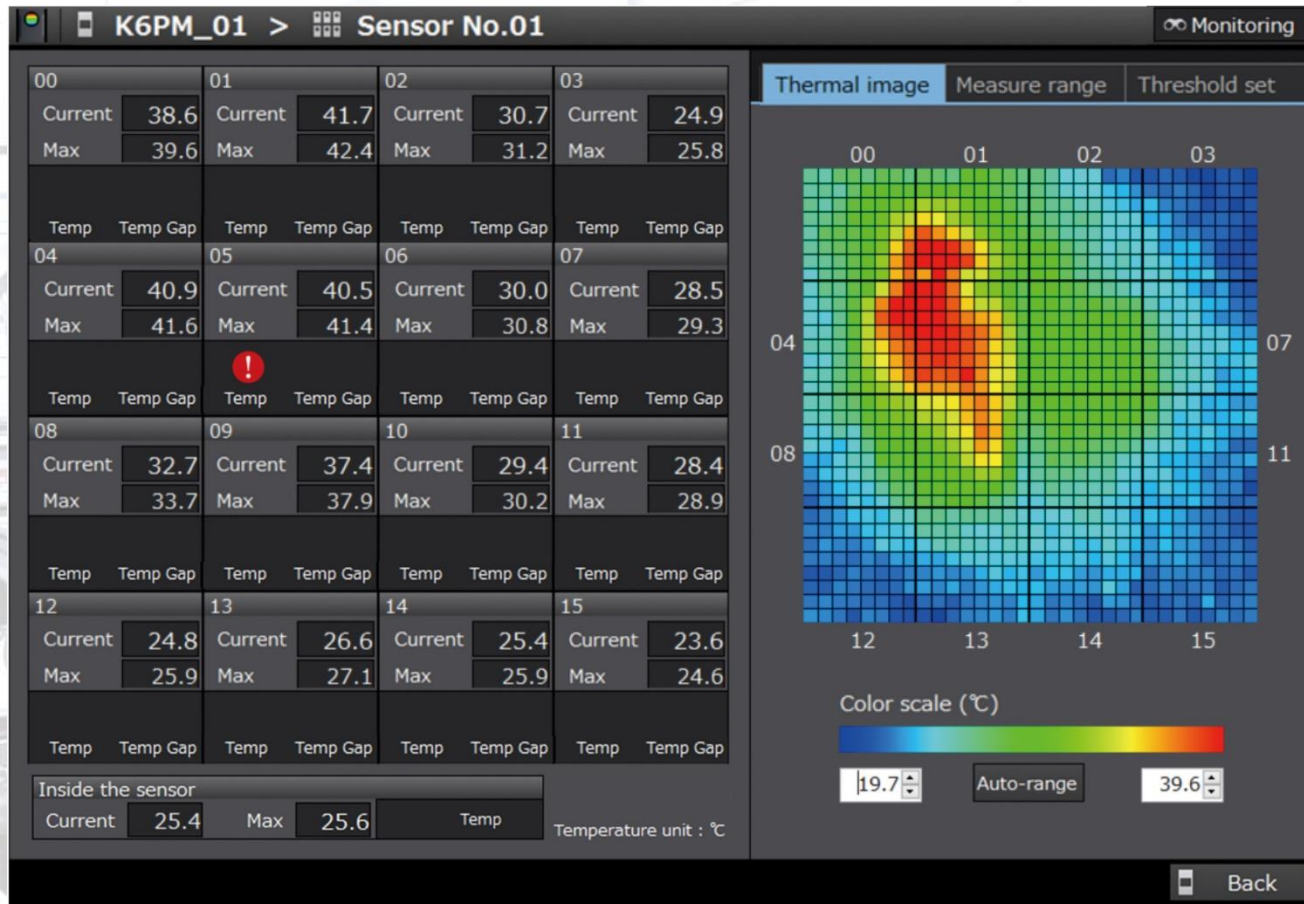 K6PM_01 > Sensor No.01
Monitoring
00 01 02 03
Current 38.6 Current 41.7 Current 30.7 Current 24.9
Max 39.6 Max 42.4 Max 31.2 Max 25.8
Temp Temp Gap Temp Temp Gap Temp Temp Gap Temp Temp Gap
04 05 06 07
Current 40.9 Current 40.5 Current 30.0 Current 28.5
Max 41.6 Max 41.4 Max 30.8 Max 29.3
!
Temp Temp Gap Temp Temp Gap Temp Temp Gap Temp Temp Gap
08 09 10 11
Current 32.7 Current 37.4 Current 29.4 Current 28.4
Max 33.7 Max 37.9 Max 30.2 Max 28.9
Temp Temp Gap Temp Temp Gap Temp Temp Gap Temp Temp Gap
12 13 14 15
Current 24.8 Current 26.6 Current 25.4 Current 23.6
Max 25.9 Max 27.1 Max 25.9 Max 24.6
Temp Temp Gap Temp Temp Gap Temp Temp Gap Temp Temp Gap
Inside the sensor
Current 25.4 Max 25.6 Temp
Temperature unit : ℃
Thermal image Measure range Threshold set
00 01 02 03
04 07
08 11
12 13 14 15
Color scale (℃)
19.7 Auto-range 39.6
Back